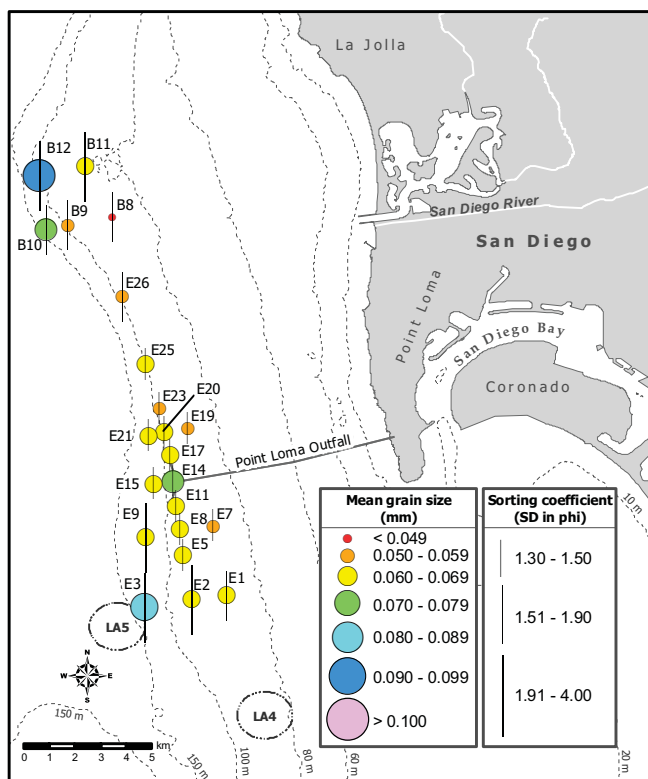 La Jolla
B12
B11
B9
B8
B10
San Diego River
San Diego
E26
Point Loma
San Diego Bay
E25
E20
Coronado
E23
E19
E21
E17
Point Loma Outfall
E14
E15
E11
E9
E8
E7
E5
E3
E2
E1
LA5
LA4
N
W
E
S
Mean grain size
(mm)
< 0.049
0.050 - 0.059
0.060 - 0.069
0.070 - 0.079
0.080 - 0.089
0.090 - 0.099
> 0.100
Sorting coefficient
(SD in phi)
1.30 - 1.50
1.51 - 1.90
1.91 - 4.00
10 m
150 m
150 m
100 m
80 m
60 m
20 m
0 1 2 3 4 5
km